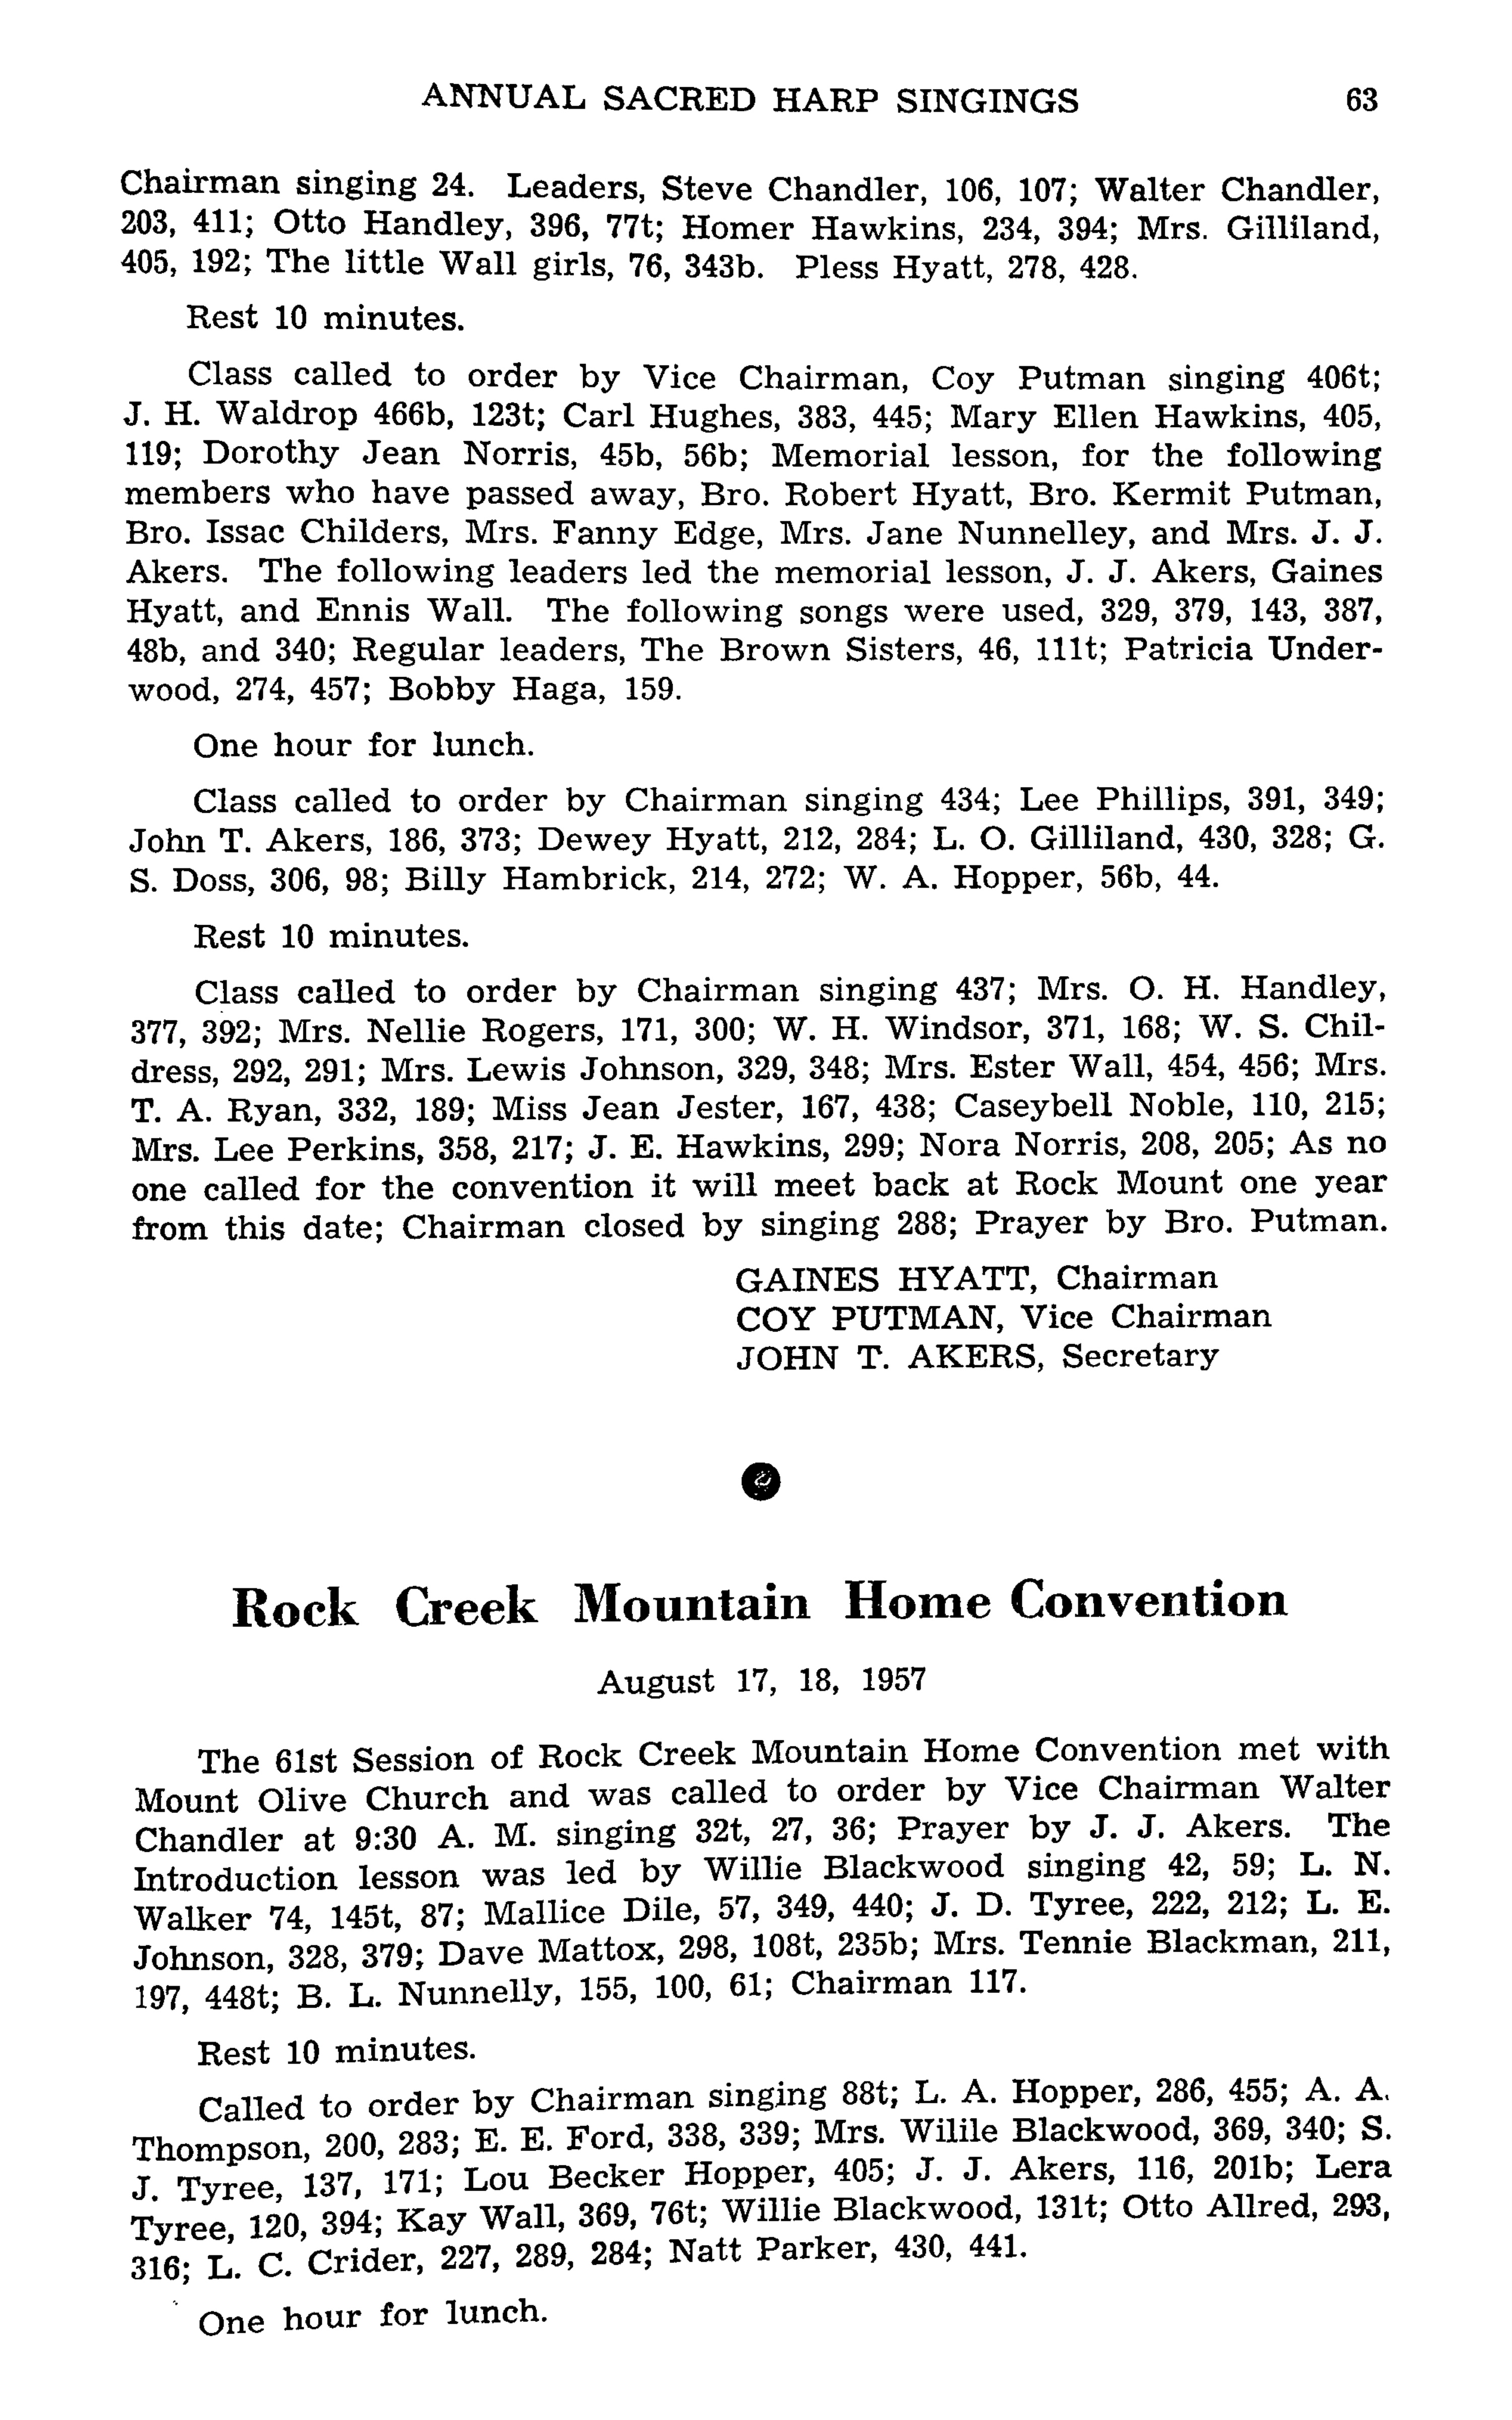 ANNUAL SACRED HARP SINGINGS 63
Chairman singing 24. Leaders, Steve Chandler, 106, 107; Walter Chandler,
203, 411; Otto Handley, 396, 77t; Homer Hawkins, 234, 394; Mrs. Gilliland,
405, 192; The little Wall girls, 76, 343b. Pless Hyatt, 278, 428.
Rest 10 minutes.
Class called to order by Vice Chairman, Coy Putman singing 406t;
J. H. Waldrop 466b, 123t; Carl Hughes, 383, 445; Mary Ellen Hawkins, 405,
119; Dorothy Jean Norris, 45b, 56b; Memorial lesson, for the following
members who have passed away, Bro. Robert Hyatt, Bro. Kermit Putman,
Bro. Issac Childers, Mrs. Fanny Edge, Mrs. Jane Nunnelley, and Mrs. J. J.
Akers. The following leaders led the memorial lesson, J. J. Akers, Gaines
Hyatt, and Ennis Wall. The following songs were used, 329, 379, 143, 387,
48b, and 340; Regular leaders, The Brown Sisters, 46, 111t; Patricia Under-
wood, 274, 457; Bobby Haga, 159.
One hour for lunch.
Class called to order by Chairman singing 434; Lee Phillips, 391, 349;
John T. Akers, 186, 373; Dewey Hyatt, 212, 284; L. O. Gilliland, 430, 328; G.
S. Doss, 306, 98; Billy Hambrick, 214, 272; W. A. Hopper, 56b, 44.
Rest 10 minutes.
Class called to order by Chairman singing 437; Mrs. O. H. Handley,
377, 392; Mrs. Nellie Rogers, 171, 300; W. H. Windsor, 371, 168; W. S. Chil-
dress, 292, 291; Mrs. Lewis Johnson, 329, 348; Mrs. Ester Wall, 454, 456; Mrs.
T. A. Ryan, 332, 189; Miss Jean Jester, 167, 438; Caseybell Noble, 110, 215;
Mrs. Lee Perkins, 358, 217; J. E. Hawkins, 299; Nora Norris, 208, 205; As no
one called for the convention it will meet back at Rock Mount one year
from this date; Chairman closed by singing 288; Prayer by Bro. Putman.
GAINES HYATT, Chairman
COY PUTMAN, Vice Chairman
JOHN T. AKERS, Secretary
Rock Creek Mountain Home Convention
August 17, 18, 1957
The 61st Session of Rock Creek Mountain Home Convention met with
Mount Olive Church and was called to order by Vice Chairman Walter
Chandler at 9:30 A. M. singing 32t, 27, 36; Prayer by J. J. Akers. The
Introduction lesson was led by Willie Blackwood singing 42, 59; L. N.
Walker 74, 145t, 87; Mallice Dile, 57, 349, 440; J. D. Tyree, 222, 212; L. E.
Johnson, 328, 379; Dave Mattox, 298, 108t, 235b; Mrs. Tennie Blackman, 211,
197, 448t; B. L. Nunnelly, 155, 100, 61; Chairman 117.
Rest 10 minutes.
Called to order by Chairman singing 88t; L. A. Hopper, 286, 455; A. A.
Thompson, 200, 283; E. E. Ford, 338, 339; Mrs. Wilile Blackwood, 369, 340; S.
J. Tyree, 137, 171; Lou Becker Hopper, 405; J. J. Akers, 116, 201b; Lera
Tyree, 120, 394; Kay Wall, 369, 76t; Willie Blackwood, 131t; Otto Allred, 293,
316; L. C. Crider, 227, 289, 284; Natt Parker, 430, 441.
One hour for lunch.